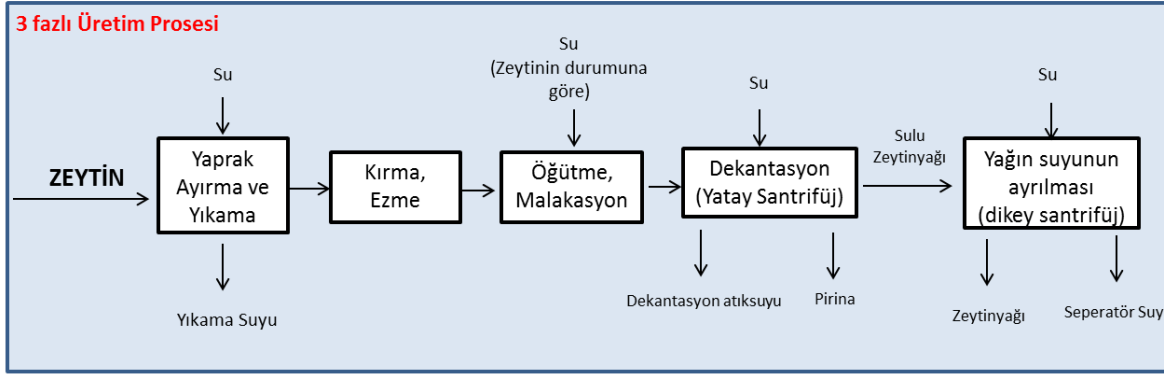 3 fazlı Üretim Prosesi
Su
Su
(Zeytinin durumuna
göre)
Su
Su
ZEYTİN
Yaprak
Ayırma ve
Yıkama
Kırma,
Ezme
Öğütme,
Malakasyon
Dekantasyon
(Yatay Santrifüj)
Sulu
Zeytinyağı
Yağın suyunun
ayrılması
(dikey santrifüj)
Yıkama Suyu
Dekantasyon atıksuyu
Pirina
Zeytinyağı
Seperatör Suy